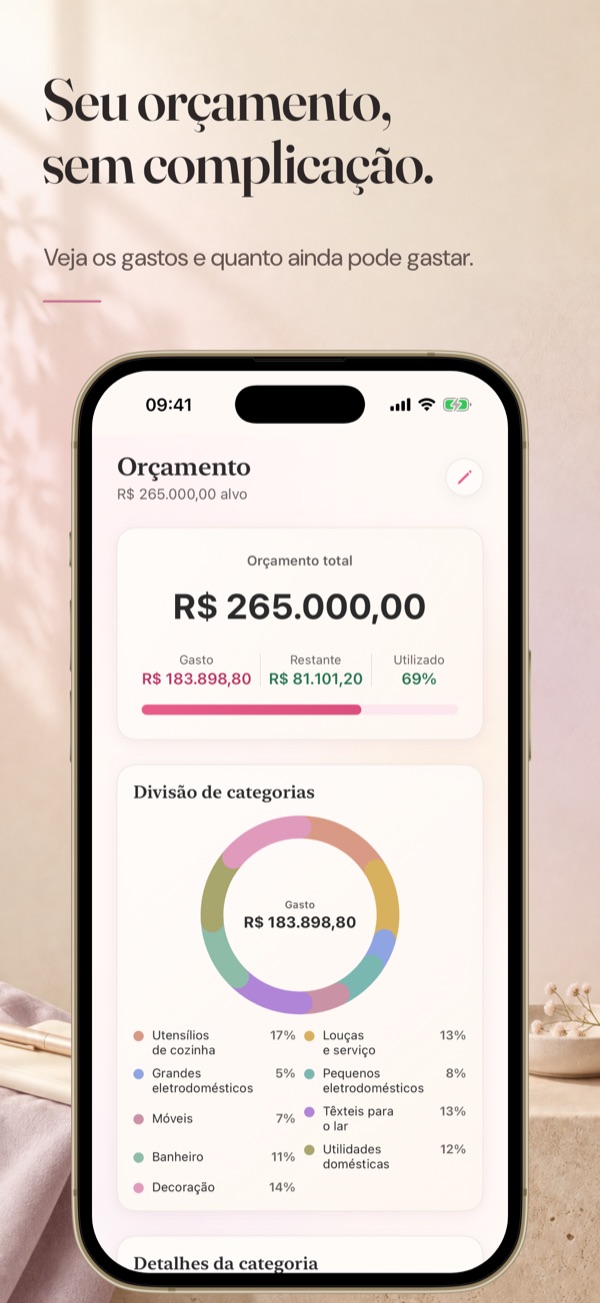 Seu orçamento,
sem complicação.
Veja os gastos e quanto ainda pode gastar.
09:41
Orçamento
R$ 265.000,00 alvo
Orçamento total
R$ 265.000,00
Gasto
R$ 183.898,80
Restante
R$ 81.101,20
Utilizado
69%
Divisão de categorias
Gasto
R$ 183.898,80
Utensílios
de cozinha
17%
Louças
e serviço
13%
Grandes
eletrodomésticos
5%
Pequenos
eletrodomésticos
8%
Móveis
7%
Têxteis para
o lar
13%
Banheiro
11%
Utilidades
domésticas
12%
Decoração
14%
Detalhes da categoria